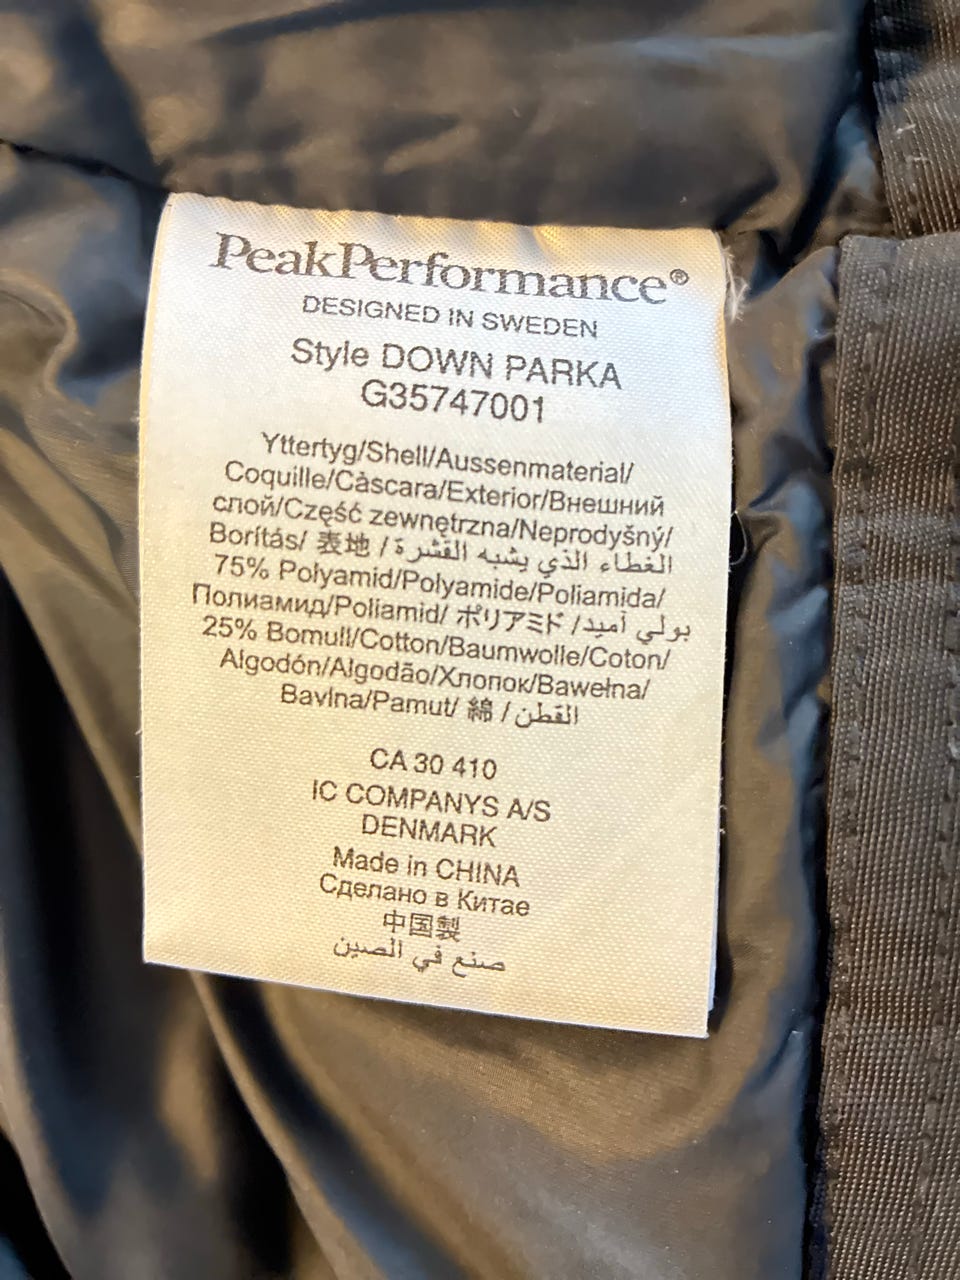 PeakPerformance®
DESIGNED IN SWEDEN
Style DOWN PARKA
G35747001
Yttertyg/Shell/Aussenmaterial/
Coquille/Càscara/Exterior/Внешний
слой/Część zewnętrzna/Neprodyšný/
Borítás/ 表地 / الغطاء الذي يشبه القشرة
75% Polyamid/Polyamide/Poliamida/
Полиамид/Poliamid/ ポリアミド / بولي أميد
25% Bomull/Cotton/Baumwolle/Coton/
Algodón/Algodão/Хлопок/Bawełna/
Bavlna/Pamut/ 綿 / القطن
CA 30 410
IC COMPANYS A/S
DENMARK
Made in CHINA
Сделано в Китае
中国製
صنع في الصين